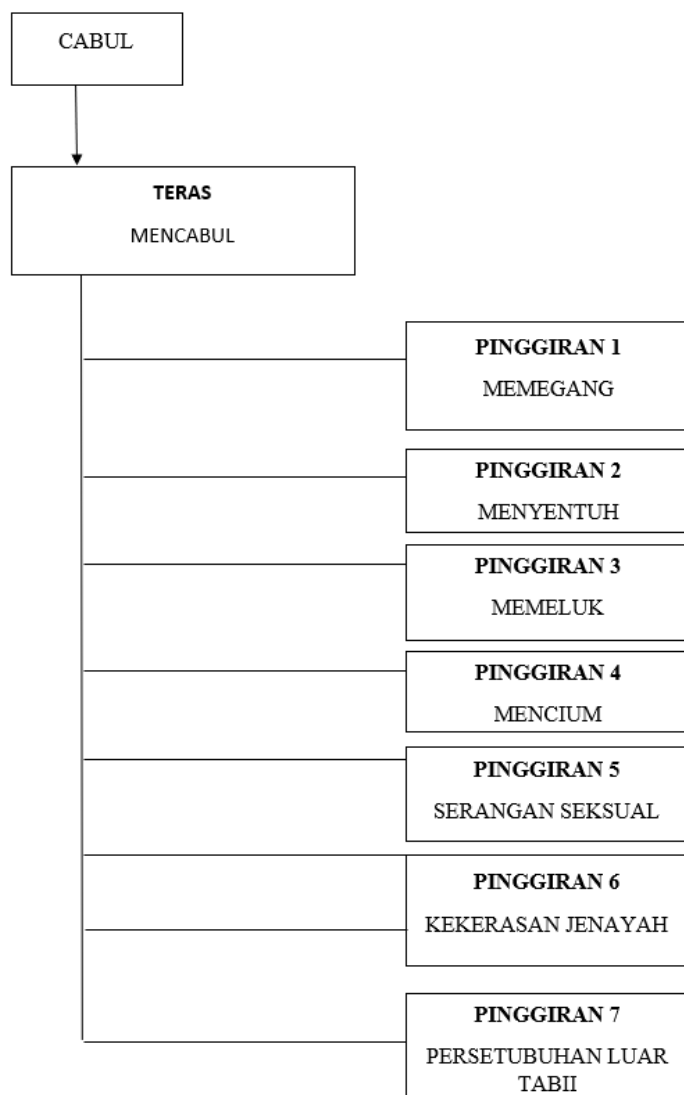 CABUL
TERAS
MENCABUL
PINGGIRAN 1
MEMEGANG
PINGGIRAN 2
MENYENTUH
PINGGIRAN 3
MEMELUK
PINGGIRAN 4
MENCIUM
PINGGIRAN 5
SERANGAN SEKSUAL
PINGGIRAN 6
KEKERASAN JENAYAH
PINGGIRAN 7
PERSETUBUHAN LUAR
TABII